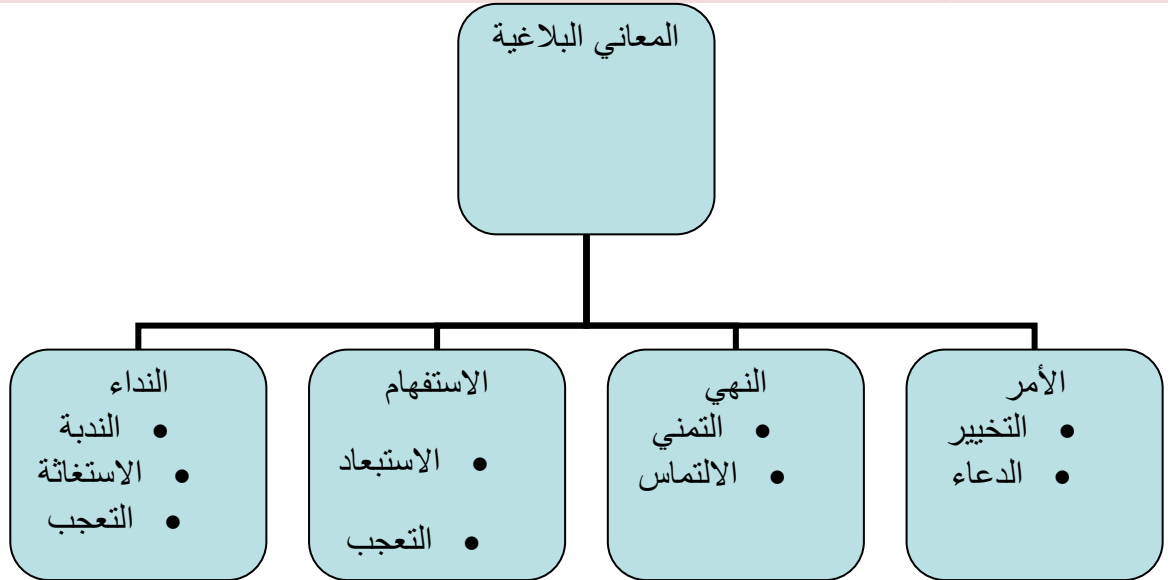 المعاني البلاغية
الأمر
• التخيير
• الدعاء
النهي
• التمني
• الالتماس
الاستفهام
• الاستبعاد
• التعجب
النداء
• الندبة
• الاستغاثة
• التعجب